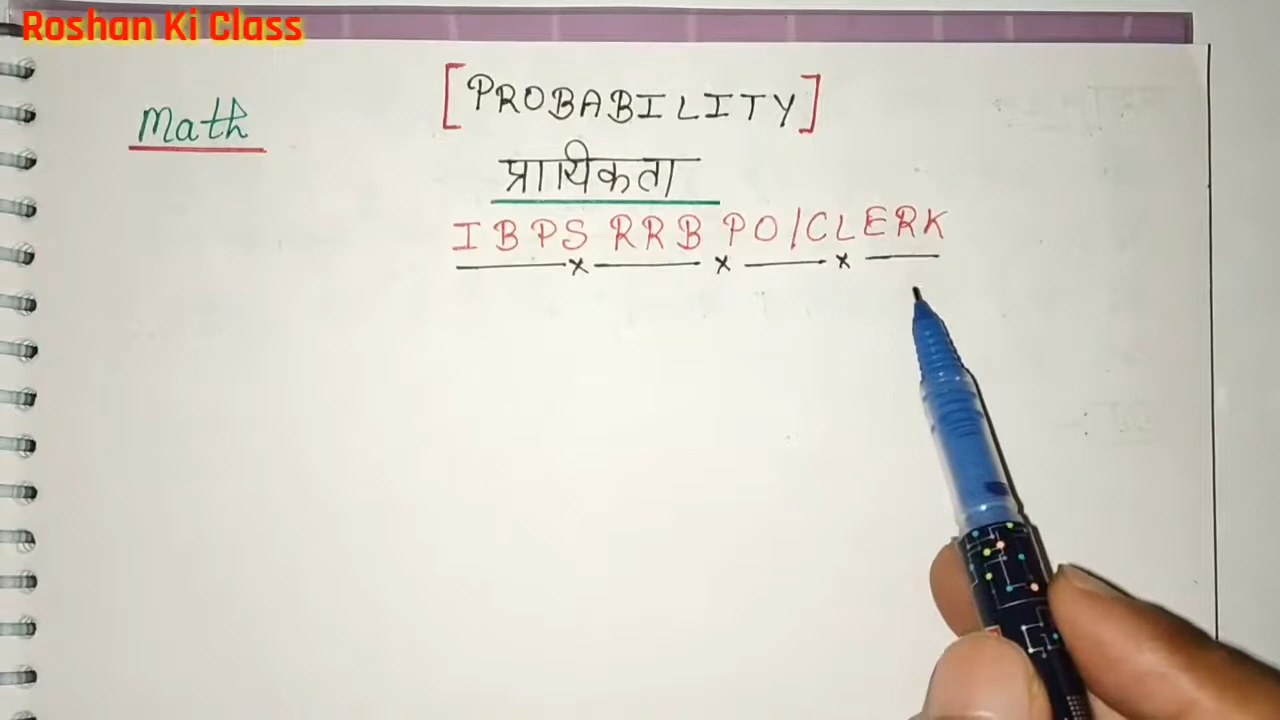 Roshan Ki Class
Math
[PROBABILITY]
प्रायिकता
IBPS RRB PO/CLERK